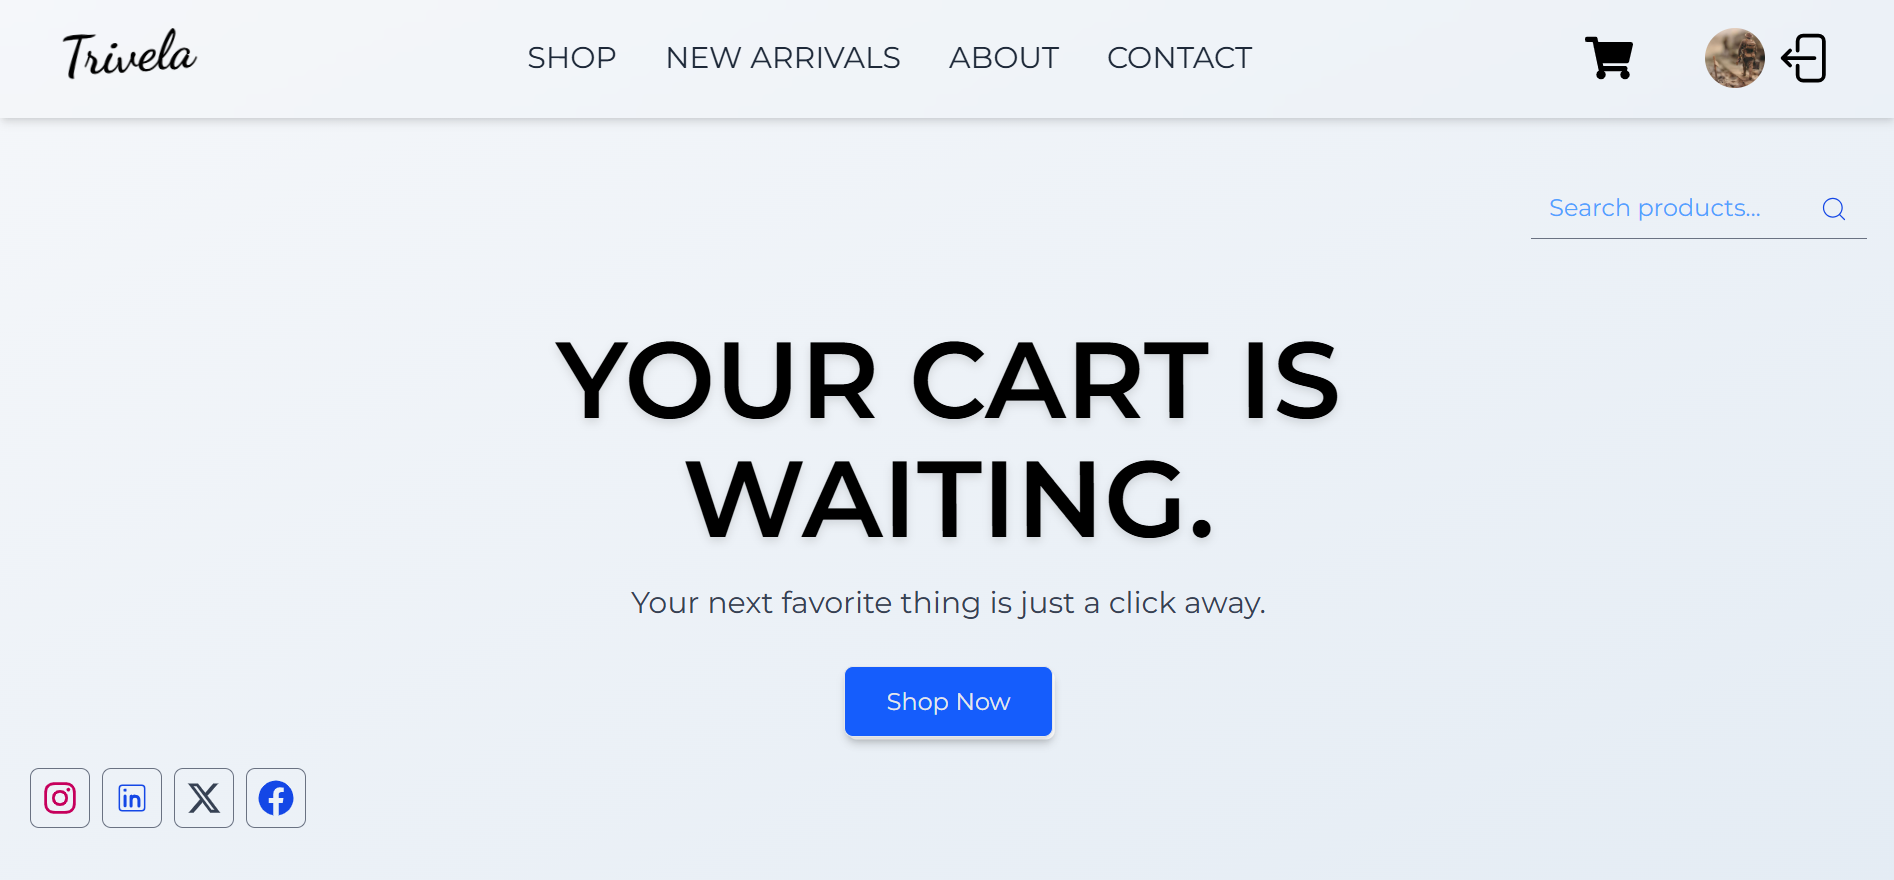 Trivela
SHOP NEW ARRIVALS ABOUT CONTACT
Search products...
YOUR CART IS
WAITING.
Your next favorite thing is just a click away.
Shop Now